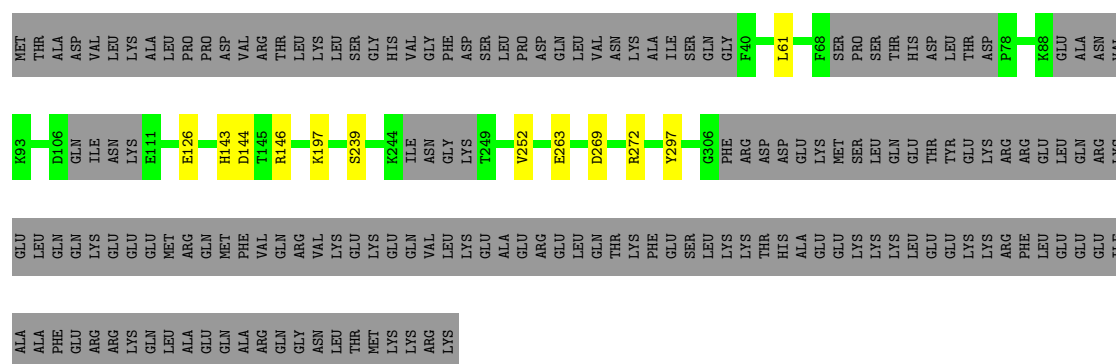 MET THR ALA ASP VAL LEU LYS ALA LEU PRO PRO ASP VAL ARG THR LEU LYS LEU SER GLY HIS VAL GLY PHE ASP SER LEU PRO ASP GLN LEU VAL ASN LYS ALA ILE SER GLN GLY F40 L61 F68 SER PRO SER THR HIS ASP LEU THR ASP P78 K88 GLU ALA ASN
K93 D106 GLN ILE ASN LYS E111 E126 H143 D144 T145 R146 K197 S239 K244 ILE ASN GLY LYS T249 V252 E263 D269 R272 Y297 G306 PHE ARG ASP ASP GLU LYS MET SER LEU GLN GLU THR TYR GLU LYS ARG ARG GLU LEU GLN ARG
GLU LEU GLN GLN LYS GLU GLU GLU MET ARG GLN MET PHE VAL GLN ARG VAL LYS GLU LYS GLU GLN VAL LEU LYS GLU ALA GLU ARG GLU LEU GLN THR LYS PHE GLU SER LEU LYS LYS THR HIS ALA GLU GLU LYS LYS LYS LEU GLU GLU LYS LYS ARG PHE LEU GLU GLU GLU
ALA ALA PHE GLU ARG ARG LYS GLN LEU ALA GLU GLN ALA ARG GLN GLY ASN LEU THR MET LYS LYS ARG LYS